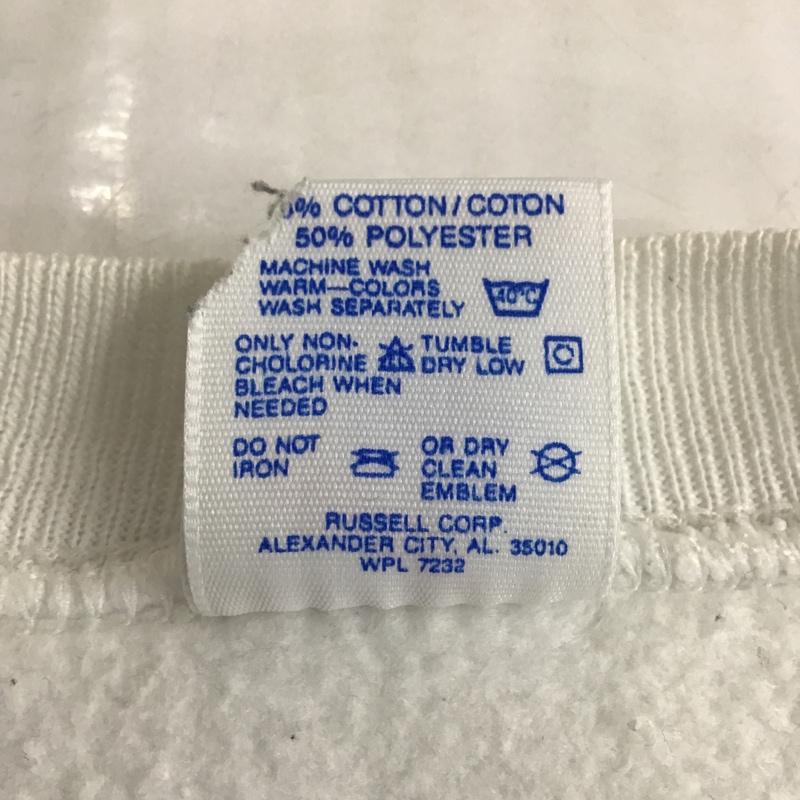 % COTTON / COTON
50% POLYESTER
MACHINE WASH
WARM—COLORS
WASH SEPARATELY
40°C
ONLY NON-
CHOLORINE
BLEACH WHEN
NEEDED
TUMBLE
DRY LOW
DO NOT
IRON
OR DRY
CLEAN
EMBLEM
RUSSELL CORP.
ALEXANDER CITY, AL. 35010
WPL 7232